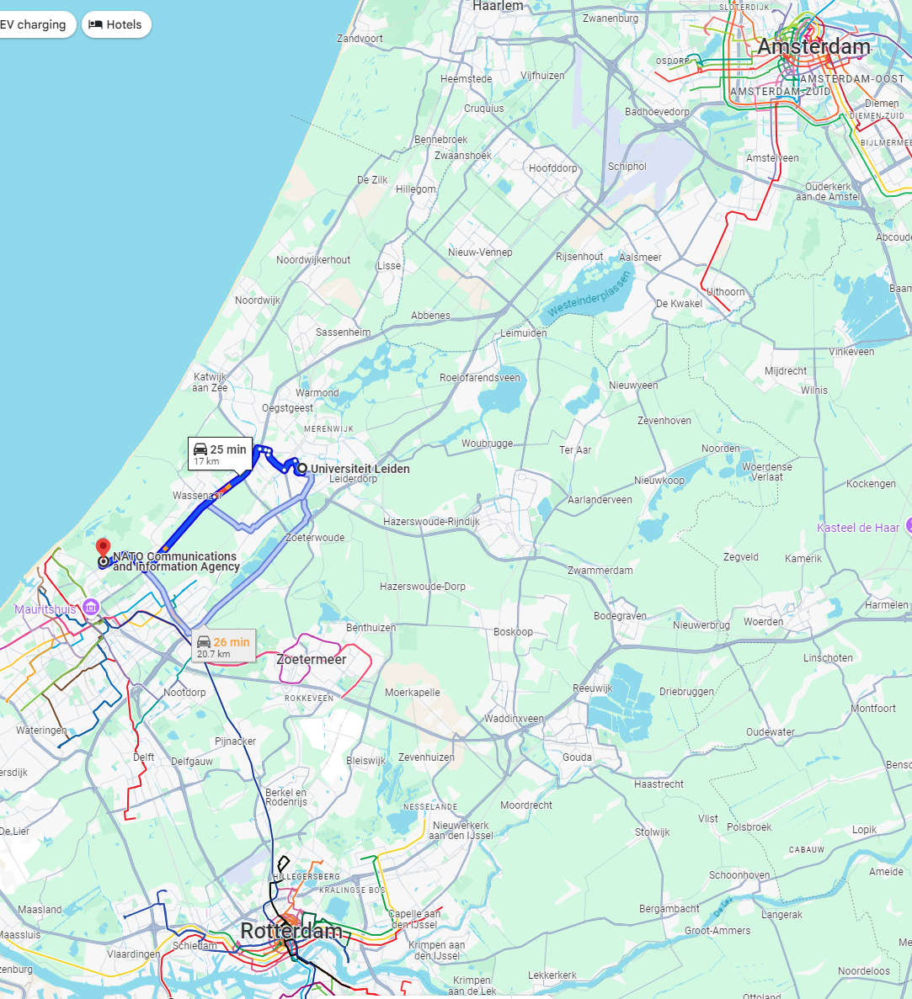 Haarlem
SLOTERDIJK
Zwanenburg
EV charging
Hotels
Zandvoort
Amsterdam
OSDORP
Heemstede
Vijfhuizen
AMSTERDAM-OOST
AMSTERDAM-ZUID
Cruquius
Badhoevedorp
Diemen
DIEMEN-ZUID
Bennebroek
BIJLMERMEE
Zwaanshoek
Amstelveen
Hoofddorp
Schiphol
De Zilk
Hillegom
Ouderkerk
aan de Amstel
Abcoude
Nieuw-Vennep
Rijsenhout
Aalsmeer
Noordwijkerhout
Lisse
Westeinderplassen
Uithoorn
Baam
Noordwijk
De Kwakel
Abbenes
Sassenheim
Leimuiden
Vinkeveen
Katwijk
aan Zee
Roelofarendsveen
Mijdrecht
Warmond
Nieuwveen
Wilnis
Oegstgeest
MERENWIJK
Zevenhoven
25 min
17 km
Woubrugge
Ter Aar
Noorden
Universiteit Leiden
Leiderdorp
Woerdense
Verlaat
Nieuwkoop
Kockengen
Wassenaar
Aarlanderveen
Hazerswoude-Rijndijk
Kasteel de Haar
Zoeterwoude
NATO Communications
and Information Agency
Zegveld
Kamerik
Zwammerdam
Hazerswoude-Dorp
Mauritshuis
Harmelen
Bodegraven
Woerden
Nieuwerbrug
Benthuizen
Boskoop
26 min
20.7 km
Zoetermeer
Linschoten
Nootdorp
ROKKEVEEN
Moerkapelle
Reeuwijk
Driebruggen
Montfoort
Waddinxveen
Wateringen
Oudewater
Pijnacker
Delft
Delfgauw
Bleiswijk
Zevenhuizen
Gouda
Bensc
ersdijk
Haastrecht
Berkel en
Rodenrijs
NESSELANDE
Moordrecht
Vlist
Polsbroek
De Lier
Nieuwerkerk
aan den IJssel
Stolwijk
Lopik
CABAUW
HILLEGERSBERG
Schoonhoven
Ameide
KRALINGSE BOS
De Lek
Maasland
Bergambacht
Capelle aan
den IJssel
Langerak
Rotterdam
Groot-Ammers
Maassluis
Schiedam
Krimpen aan
den IJssel
Vlaardingen
Me
zenburg
Lekkerkerk
Noordeloos
Krimpen
aan de Lek
Ottoland